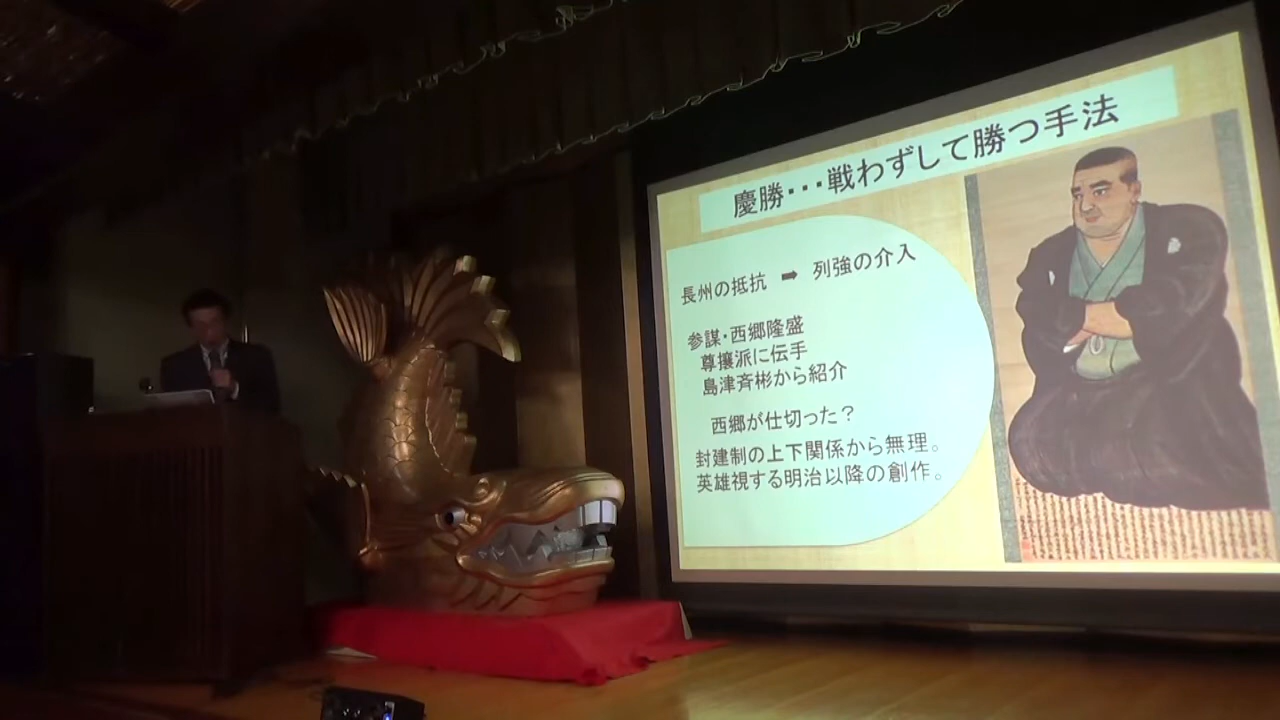 慶勝・・・戦わずして勝つ手法
長州の抵抗 ➡ 列強の介入
参謀・西郷隆盛
尊攘派に伝手
島津斉彬から紹介
西郷が仕切った？
封建制の上下関係から無理。
英雄視する明治以降の創作。